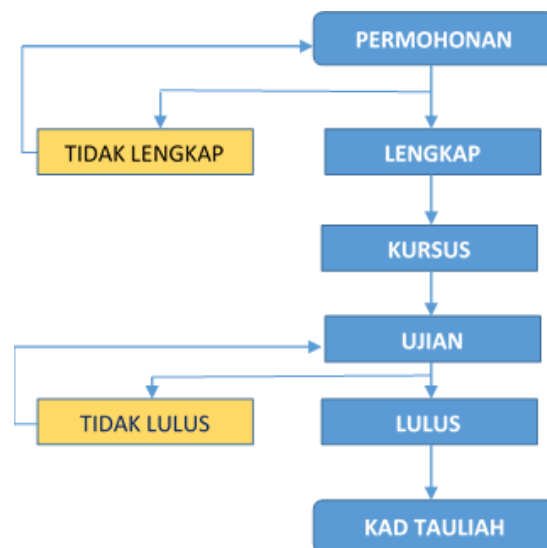 PERMOHONAN
TIDAK LENGKAP
LENGKAP
KURSUS
UJIAN
TIDAK LULUS
LULUS
KAD TAULIAH